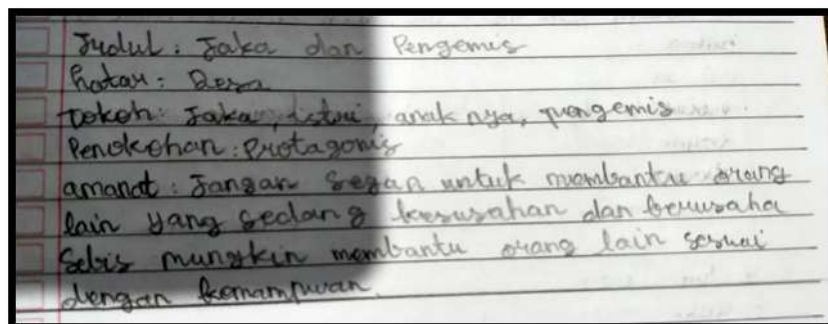 Judul : Jaka dan Pengemis
Latar : Desa
Tokoh : Jaka, istri, anak nya, pengemis
Penokohan : Protagonis
amanat : Jangan segan untuk membantu orang
lain yang sedang kesusahan dan berusaha
Sebis mungkin membantu orang lain sesuai
dengan kemampuan.